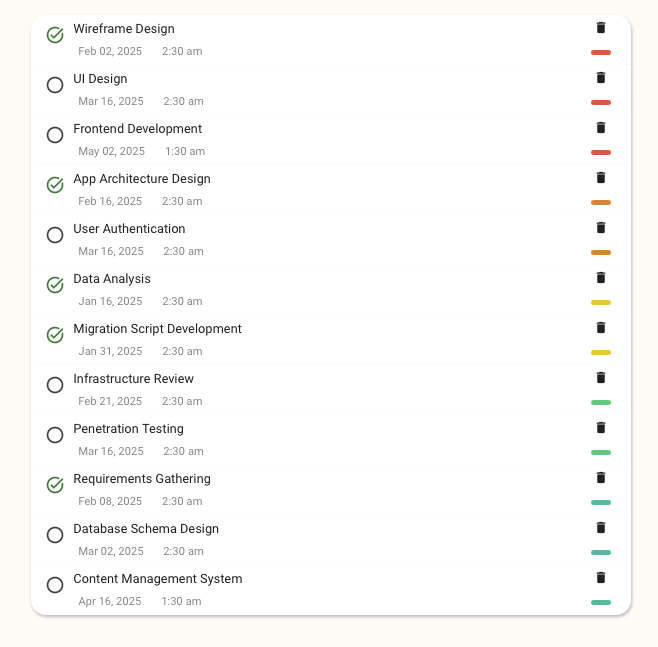 Wireframe Design
Feb 02, 2025 2:30 am
UI Design
Mar 16, 2025 2:30 am
Frontend Development
May 02, 2025 1:30 am
App Architecture Design
Feb 16, 2025 2:30 am
User Authentication
Mar 16, 2025 2:30 am
Data Analysis
Jan 16, 2025 2:30 am
Migration Script Development
Jan 31, 2025 2:30 am
Infrastructure Review
Feb 21, 2025 2:30 am
Penetration Testing
Mar 16, 2025 2:30 am
Requirements Gathering
Feb 08, 2025 2:30 am
Database Schema Design
Mar 02, 2025 2:30 am
Content Management System
Apr 16, 2025 1:30 am